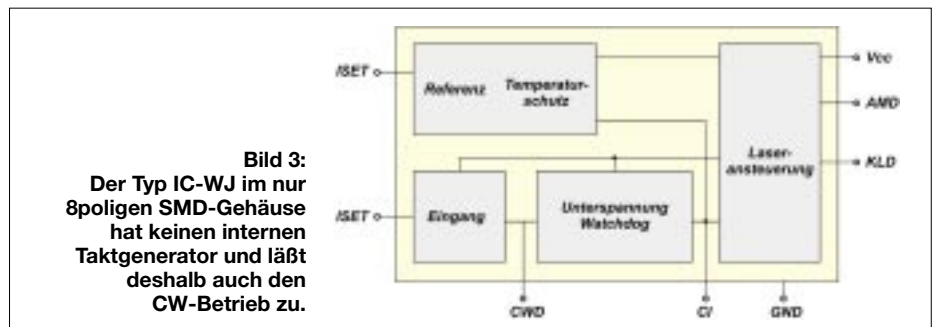 Bild 3:
Der Typ IC-WJ im nur
8poligen SMD-Gehäuse
hat keinen internen
Taktgenerator und läßt
deshalb auch den
CW-Betrieb zu.
ISET
Referenz Temperatur-
schutz
Laser-
ansteuerung
Vcc
AMD
KLD
ISET
Eingang
Unterspannung
Watchdog
CWD
CI
GND